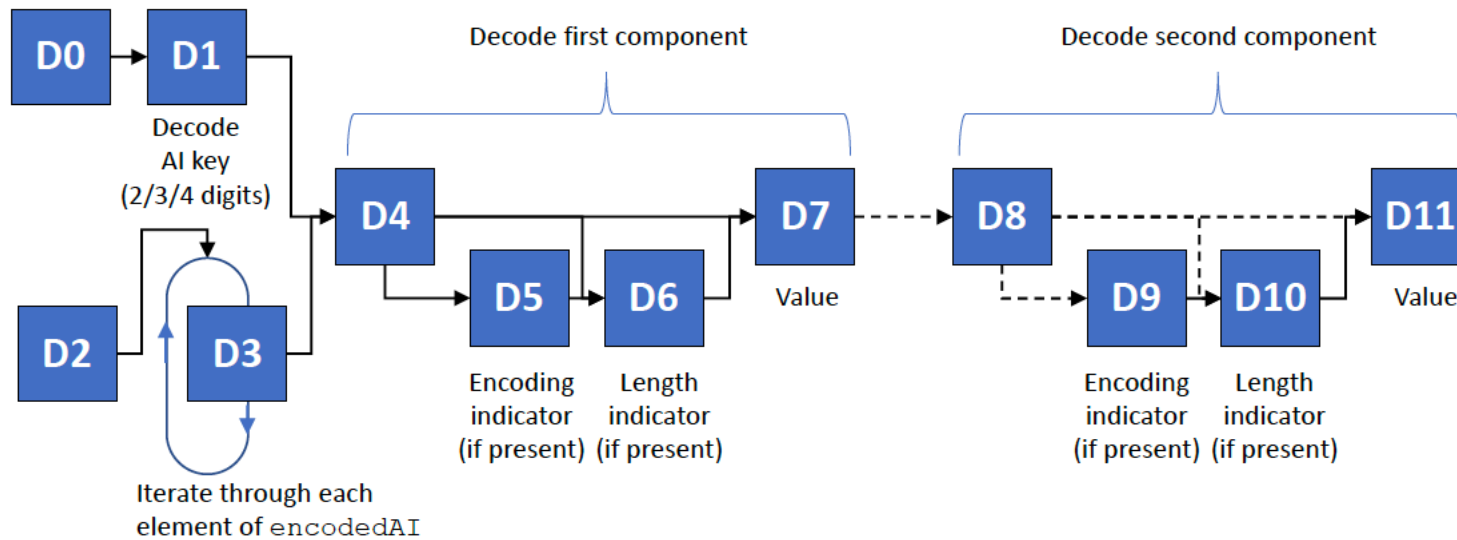 Decode first component
Decode second component
D0
D1
Decode
AI key
(2/3/4 digits)
D2
D3
Iterate through each
element of encodedAI
D4
D5
Encoding
indicator
(if present)
D6
Length
indicator
(if present)
D7
Value
D8
D9
Encoding
indicator
(if present)
D10
Length
indicator
(if present)
D11
Value